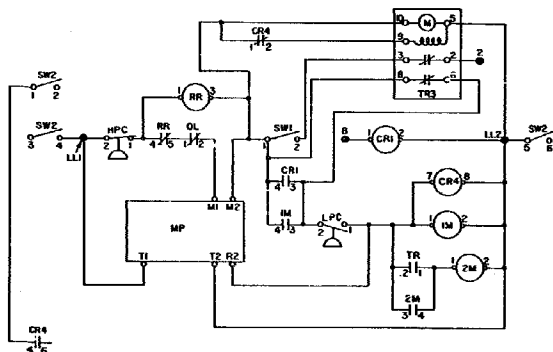 10 M 5
CR4
1 2
9
3 2 2
8 6
TR3
SW2
1 2
1 RR 3
SW2
3 4
LL1
HPC
2 1
RR OL
4 5 1 2
SW1
1 2
B 1 CR1 2
LL2
SW2
5 6
M1 M2
CR1
4 3
7 CR4 8
1M
4 3
LPC
2 1
1 1M 2
MP
TR
2 1
1 2M 2
T1 T2 R2
2M
3 4
CR4
4 5